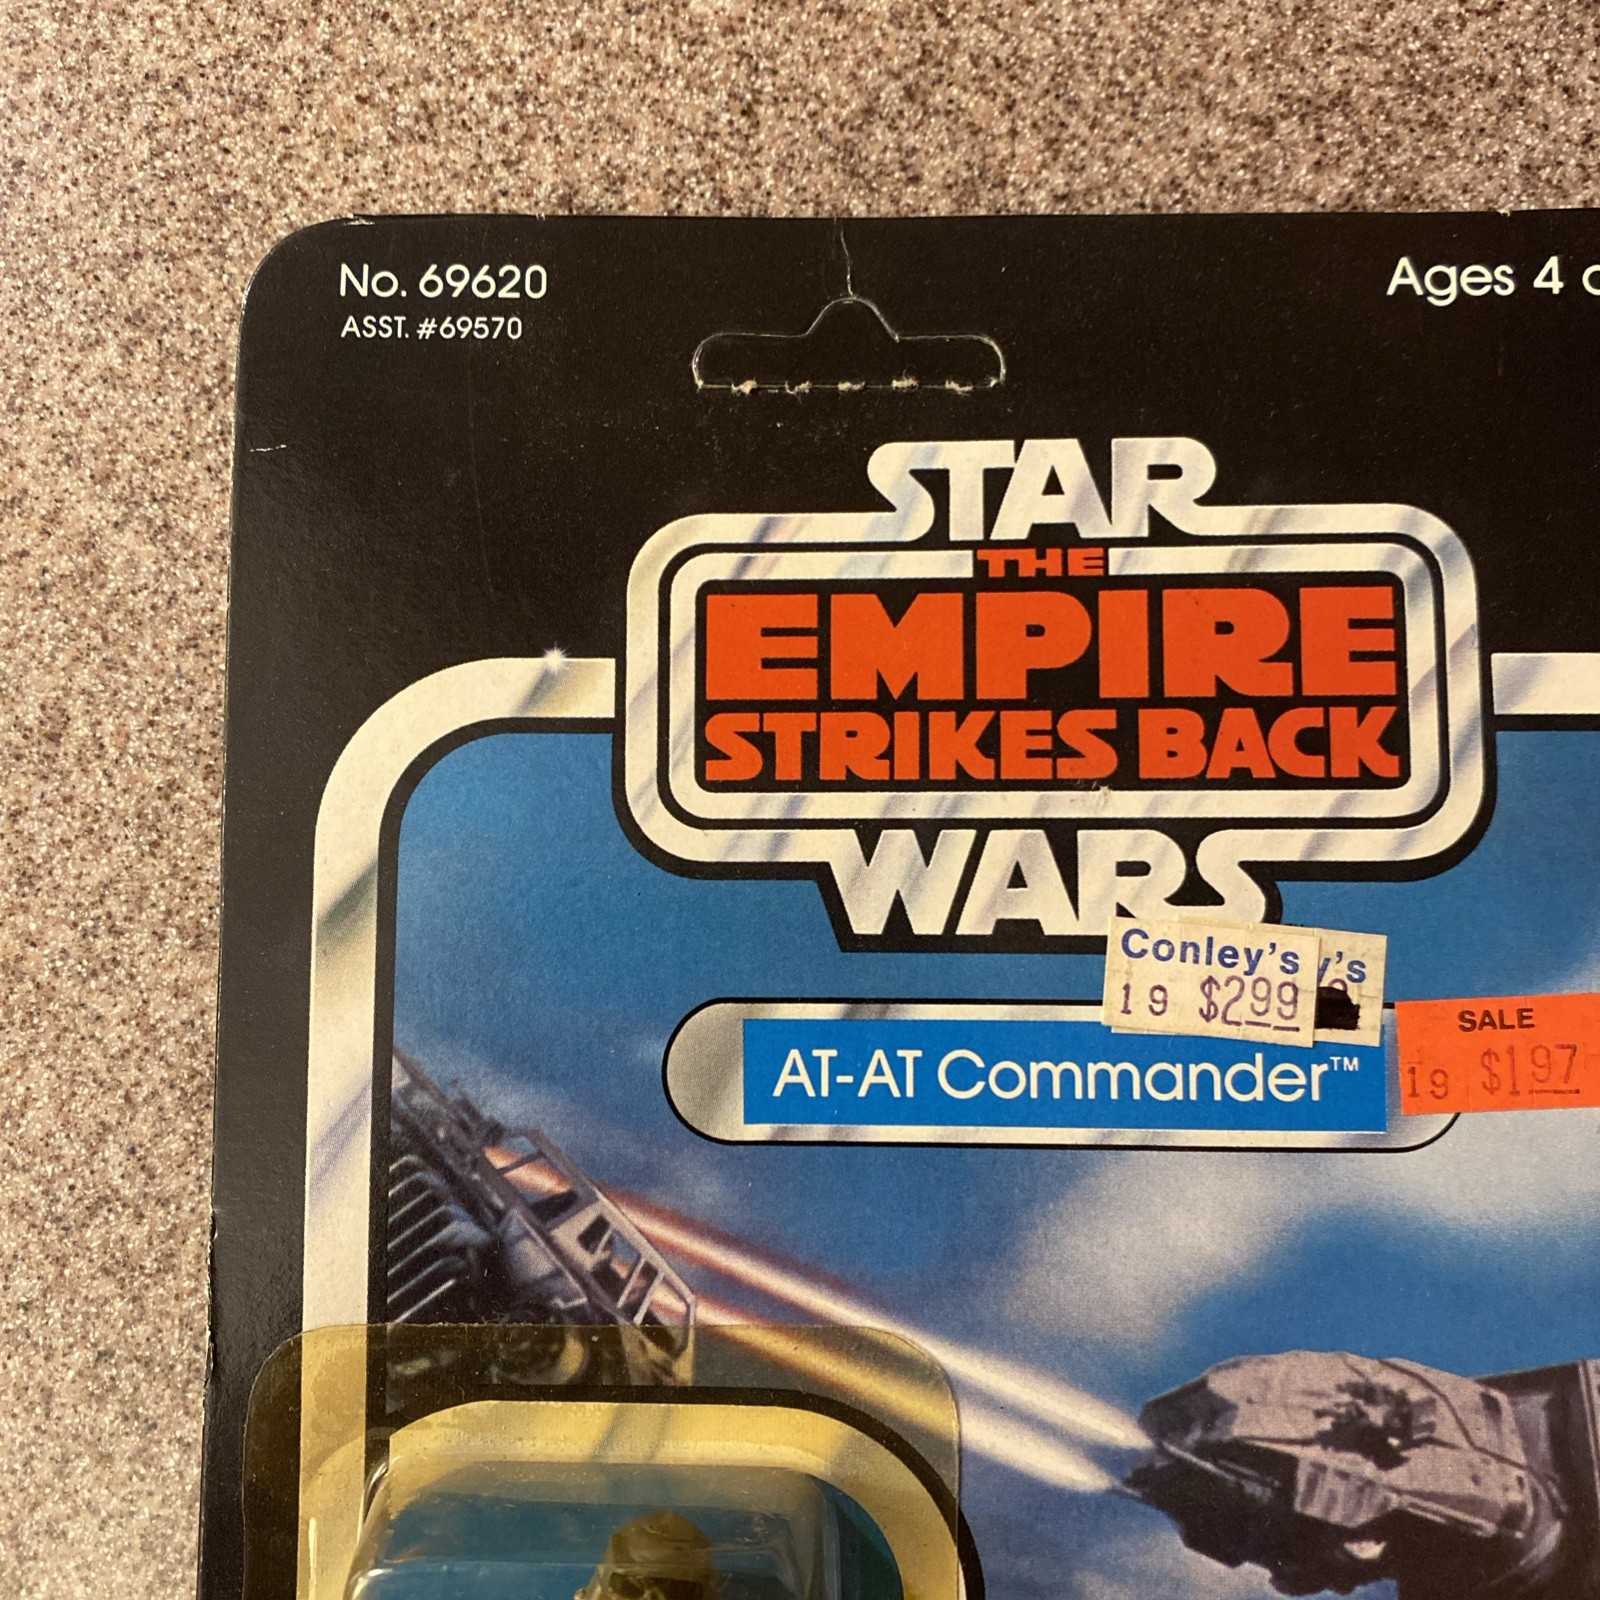 No. 69620
ASST. #69570
Ages 4
STAR
THE
EMPIRE
STRIKES BACK
WARS
Conley's
19 $2.99
y's
SALE
19 $1.97
AT-AT Commander™